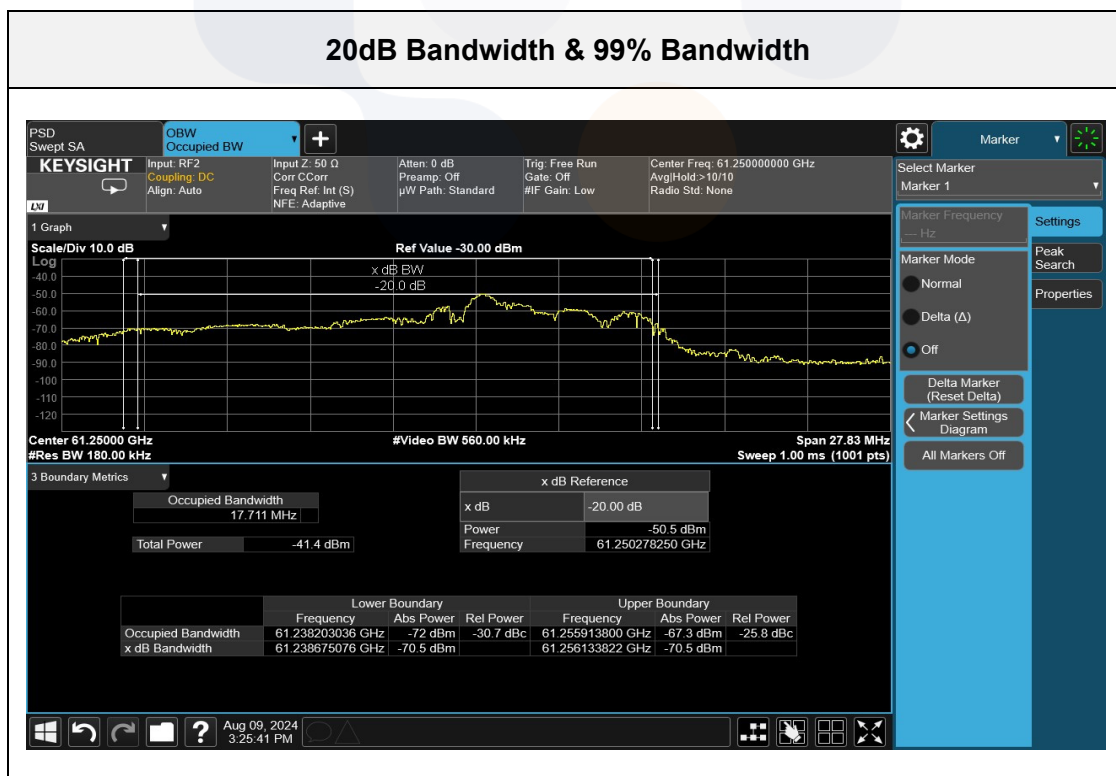 20dB Bandwidth & 99% Bandwidth
PSD
Swept SA
OBW
Occupied BW
Marker
KEYSIGHT
LXI
Input: RF2
Coupling: DC
Align: Auto
Input Z: 50 Ω
Corr CCorr
Freq Ref: Int (S)
NFE: Adaptive
Atten: 0 dB
Preamp: Off
µW Path: Standard
Trig: Free Run
Gate: Off
#IF Gain: Low
Center Freq: 61.250000000 GHz
Avg|Hold:>10/10
Radio Std: None
Select Marker
Marker 1
Marker Frequency
--- Hz
Settings
Marker Mode
Peak
Search
Normal
Properties
Delta (Δ)
Off
Delta Marker
(Reset Delta)
Marker Settings
Diagram
All Markers Off
1 Graph
Scale/Div 10.0 dB
Ref Value -30.00 dBm
Log
x dB BW
-20.0 dB
-40.0
-50.0
-60.0
-70.0
-80.0
-90.0
-100
-110
-120
Center 61.25000 GHz
#Video BW 560.00 kHz
Span 27.83 MHz
#Res BW 180.00 kHz
Sweep 1.00 ms (1001 pts)
3 Boundary Metrics
Occupied Bandwidth
17.711 MHz
Total Power -41.4 dBm
x dB Reference
x dB -20.00 dB
Power -50.5 dBm
Frequency 61.250278250 GHz
Lower Boundary Upper Boundary
Frequency Abs Power Rel Power Frequency Abs Power Rel Power
Occupied Bandwidth 61.238203036 GHz -72 dBm -30.7 dBc 61.255913800 GHz -67.3 dBm -25.8 dBc
x dB Bandwidth 61.238675076 GHz -70.5 dBm 61.256133822 GHz -70.5 dBm
?
Aug 09, 2024
3:25:41 PM